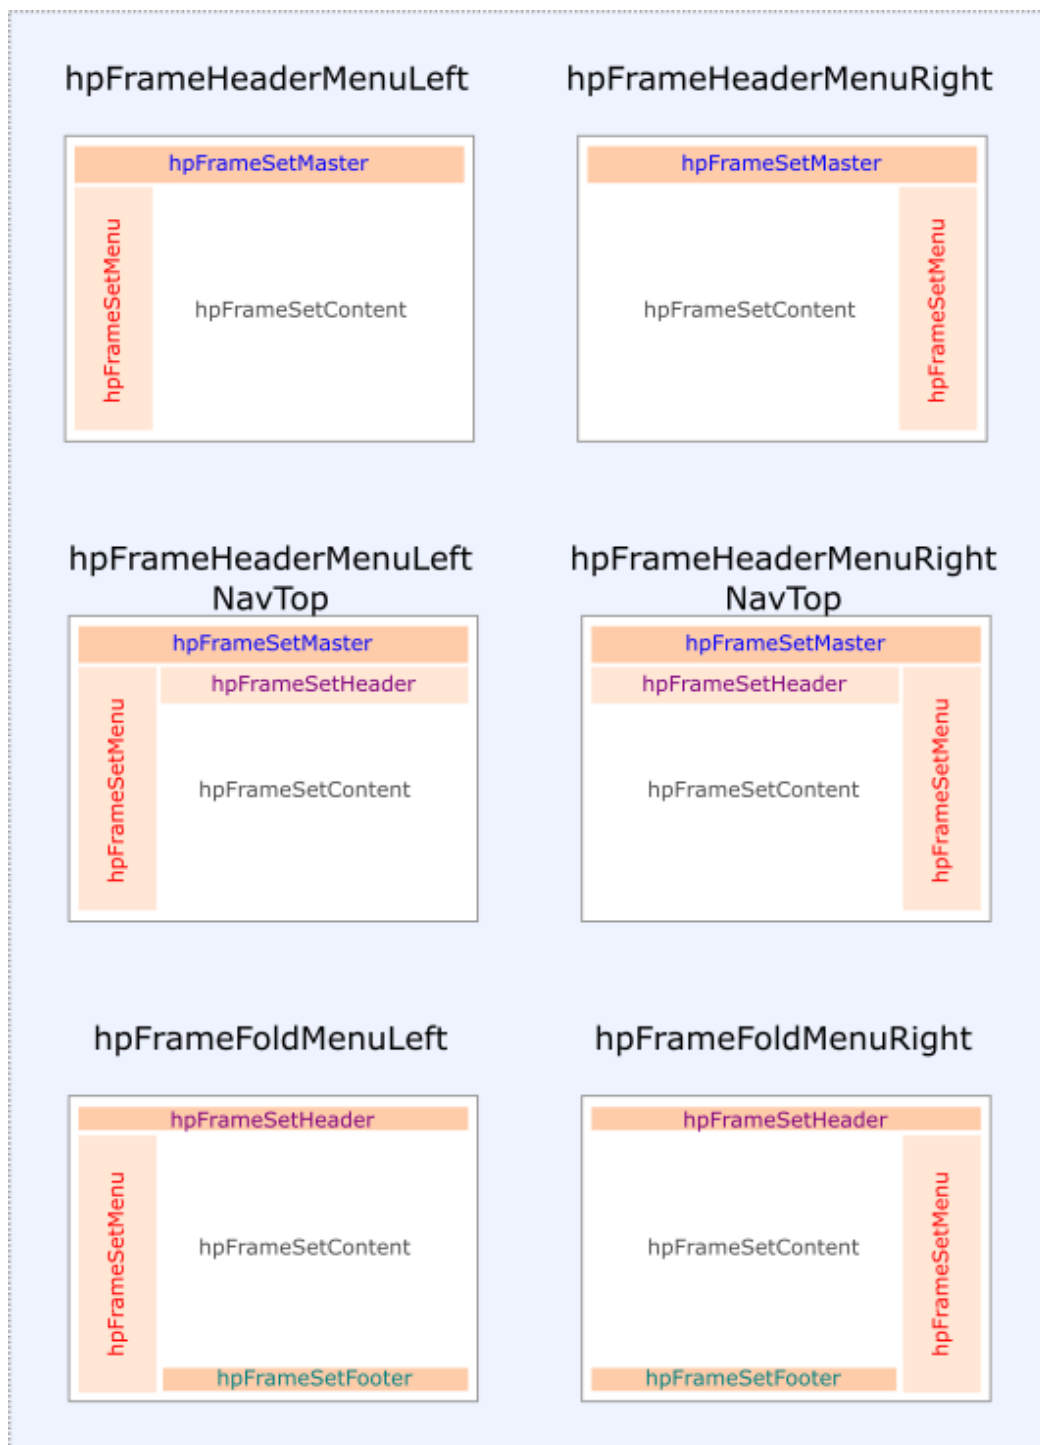 hpFrameHeaderMenuLeft
hpFrameSetMaster
hpFrameSetMenu
hpFrameSetContent
hpFrameHeaderMenuRight
hpFrameSetMaster
hpFrameSetContent
hpFrameSetMenu
hpFrameHeaderMenuLeft
NavTop
hpFrameSetMaster
hpFrameSetMenu
hpFrameSetHeader
hpFrameSetContent
hpFrameHeaderMenuRight
NavTop
hpFrameSetMaster
hpFrameSetHeader
hpFrameSetContent
hpFrameSetMenu
hpFrameFoldMenuLeft
hpFrameSetHeader
hpFrameSetMenu
hpFrameSetContent
hpFrameSetFooter
hpFrameFoldMenuRight
hpFrameSetHeader
hpFrameSetContent
hpFrameSetMenu
hpFrameSetFooter